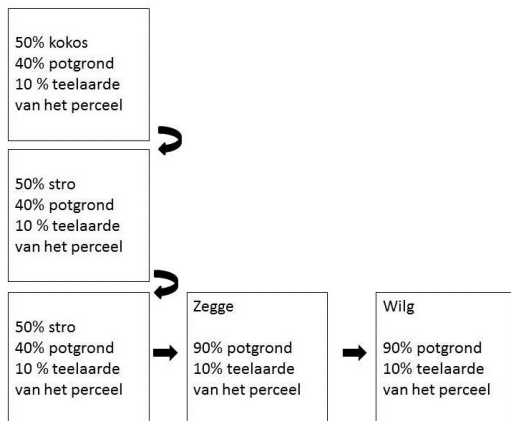 50% kokos
40% potgrond
10 % teelaarde
van het perceel
50% stro
40% potgrond
10 % teelaarde
van het perceel
50% stro
40% potgrond
10 % teelaarde
van het perceel
Zegge
90% potgrond
10% teelaarde
van het perceel
Wilg
90% potgrond
10% teelaarde
van het perceel